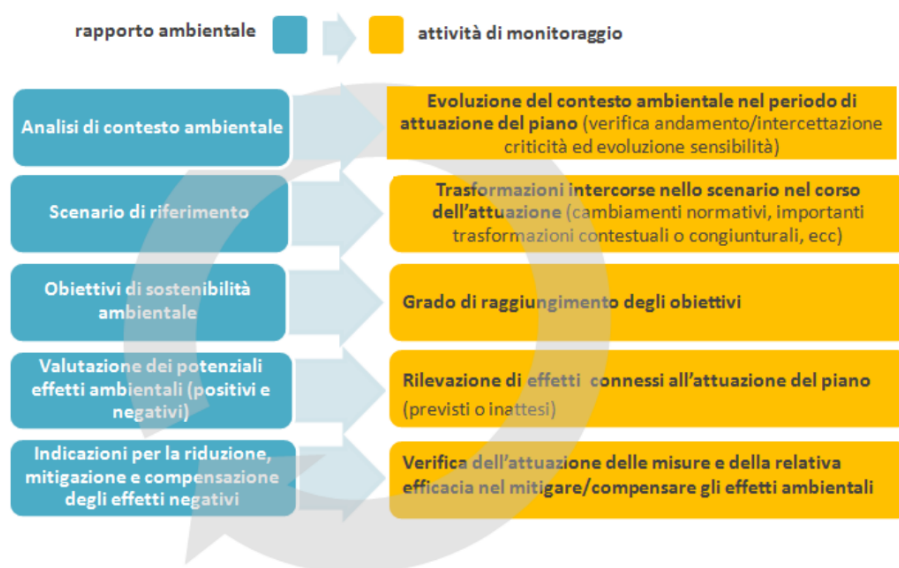 rapporto ambientale
attività di monitoraggio
Analisi di contesto ambientale
Evoluzione del contesto ambientale nel periodo di
attuazione del piano (verifica andamento/intercettazione
criticità ed evoluzione sensibilità)
Scenario di riferimento
Trasformazioni intercorse nello scenario nel corso
dell'attuazione (cambiamenti normativi, importanti
trasformazioni contestuali o congiunturali, ecc)
Obiettivi di sostenibilità
ambientale
Grado di raggiungimento degli obiettivi
Valutazione dei potenziali
effetti ambientali (positivi e
negativi)
Rilevazione di effetti connessi all'attuazione del piano
(previsti o inattesi)
Indicazioni per la riduzione,
mitigazione e compensazione
degli effetti negativi
Verifica dell'attuazione delle misure e della relativa
efficacia nel mitigare/compensare gli effetti ambientali